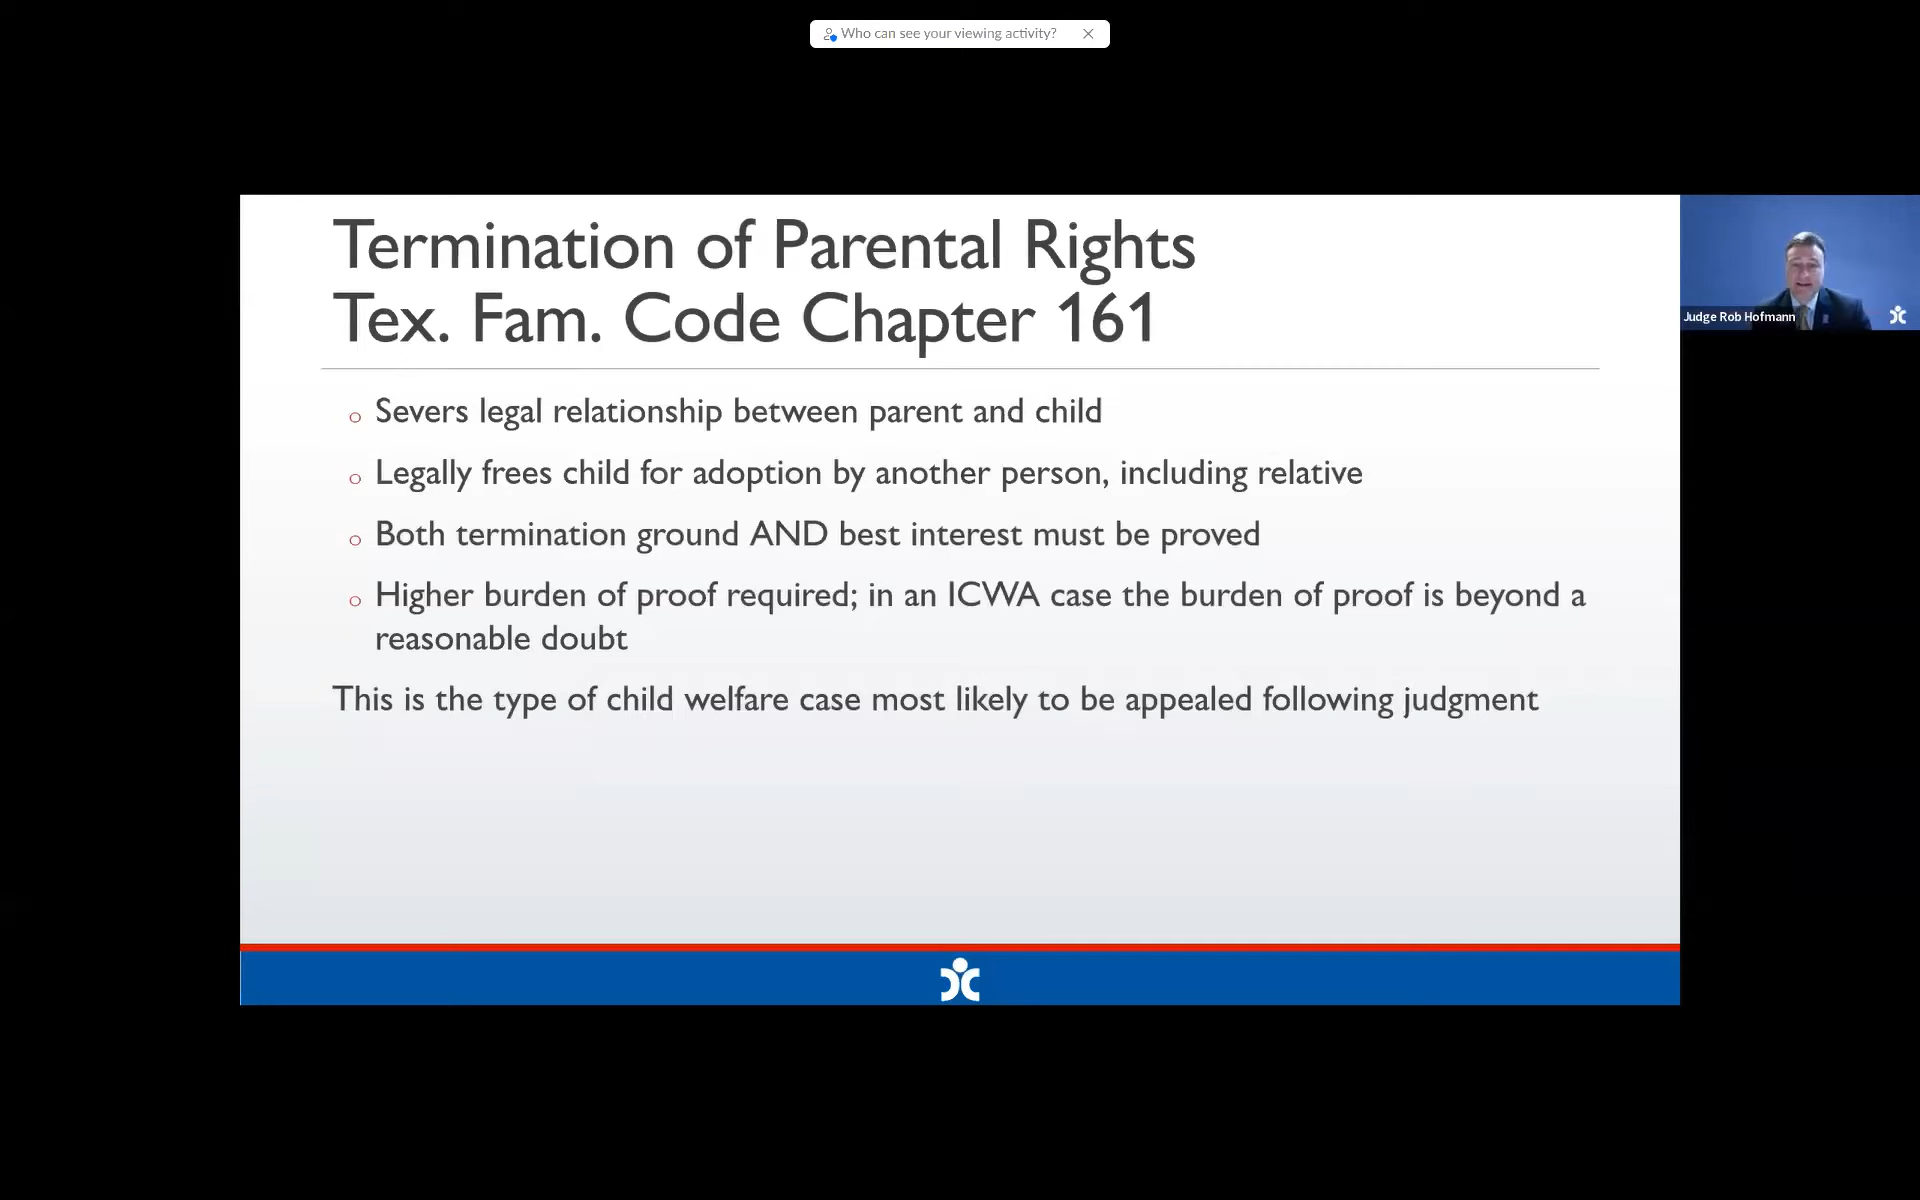 Who can see your viewing activity?
Termination of Parental Rights
Tex. Fam. Code Chapter 161
Severs legal relationship between parent and child
Legally frees child for adoption by another person, including relative
Both termination ground AND best interest must be proved
Higher burden of proof required; in an ICWA case the burden of proof is beyond a
reasonable doubt
This is the type of child welfare case most likely to be appealed following judgment
Judge Rob Hofmann